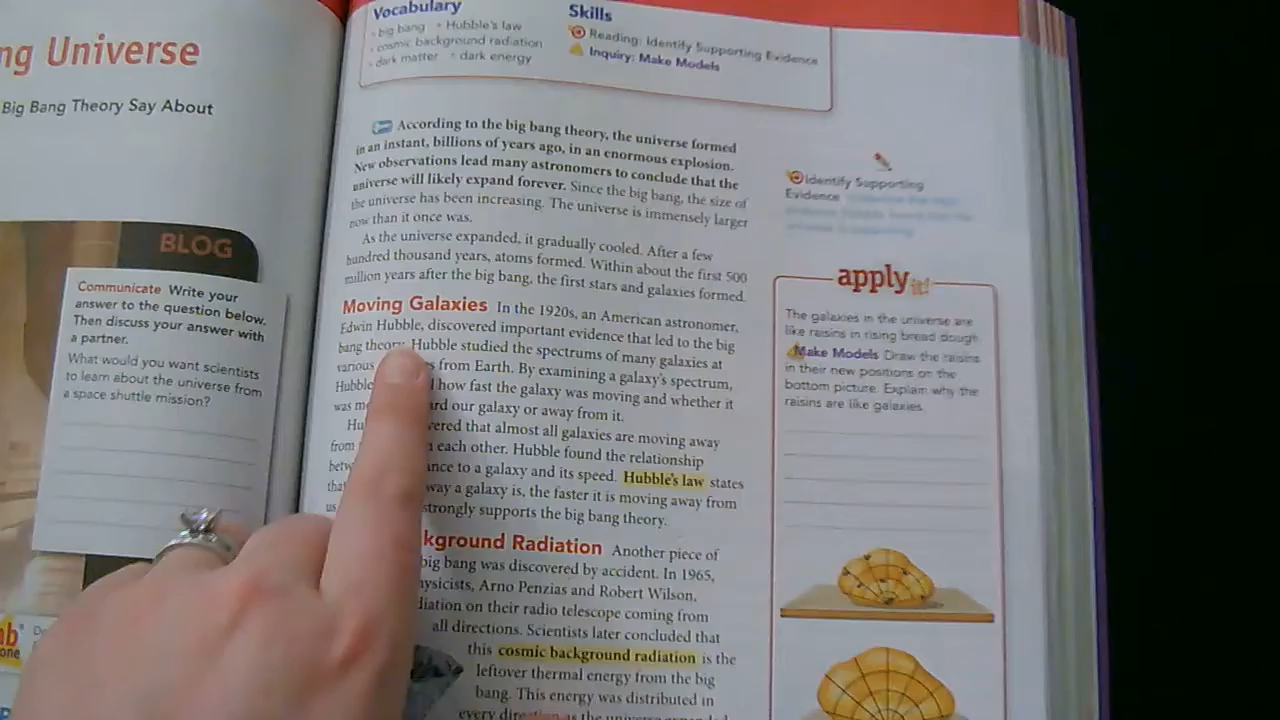 ng Universe
Big Bang Theory Say About
BLOG
Communicate Write your
answer to the question below.
Then discuss your answer with
a partner.
What would you want scientists
to learn about the universe from
a space shuttle mission?
Vocabulary
• big bang • Hubble's law
• cosmic background radiation
• dark matter • dark energy
Skills
Reading: Identify Supporting Evidence
Inquiry: Make Models
According to the big bang theory, the universe formed
in an instant, billions of years ago, in an enormous explosion.
New observations lead many astronomers to conclude that the
universe will likely expand forever. Since the big bang, the size of
the universe has been increasing. The universe is immensely larger
now than it once was.
As the universe expanded, it gradually cooled. After a few
hundred thousand years, atoms formed. Within about the first 500
million years after the big bang, the first stars and galaxies formed.
Moving Galaxies In the 1920s, an American astronomer,
Edwin Hubble, discovered important evidence that led to the big
bang theory. Hubble studied the spectrums of many galaxies at
various from Earth. By examining a galaxy's spectrum,
Hubble how fast the galaxy was moving and whether it
was our galaxy or away from it.
that almost all galaxies are moving away
from each other. Hubble found the relationship
to a galaxy and its speed. Hubble's law states
that a galaxy is, the faster it is moving away from
us strongly supports the big bang theory.
Radiation Another piece of
big bang was discovered by accident. In 1965,
Arno Penzias and Robert Wilson,
on their radio telescope coming from
all directions. Scientists later concluded that
this cosmic background radiation is the
leftover thermal energy from the big
bang. This energy was distributed in
every direction as the universe expanded
Identify Supporting
Evidence
apply it!
The galaxies in the universe are
like raisins in rising bread dough.
Make Models Draw the raisins
in their new positions on the
bottom picture. Explain why the
raisins are like galaxies.